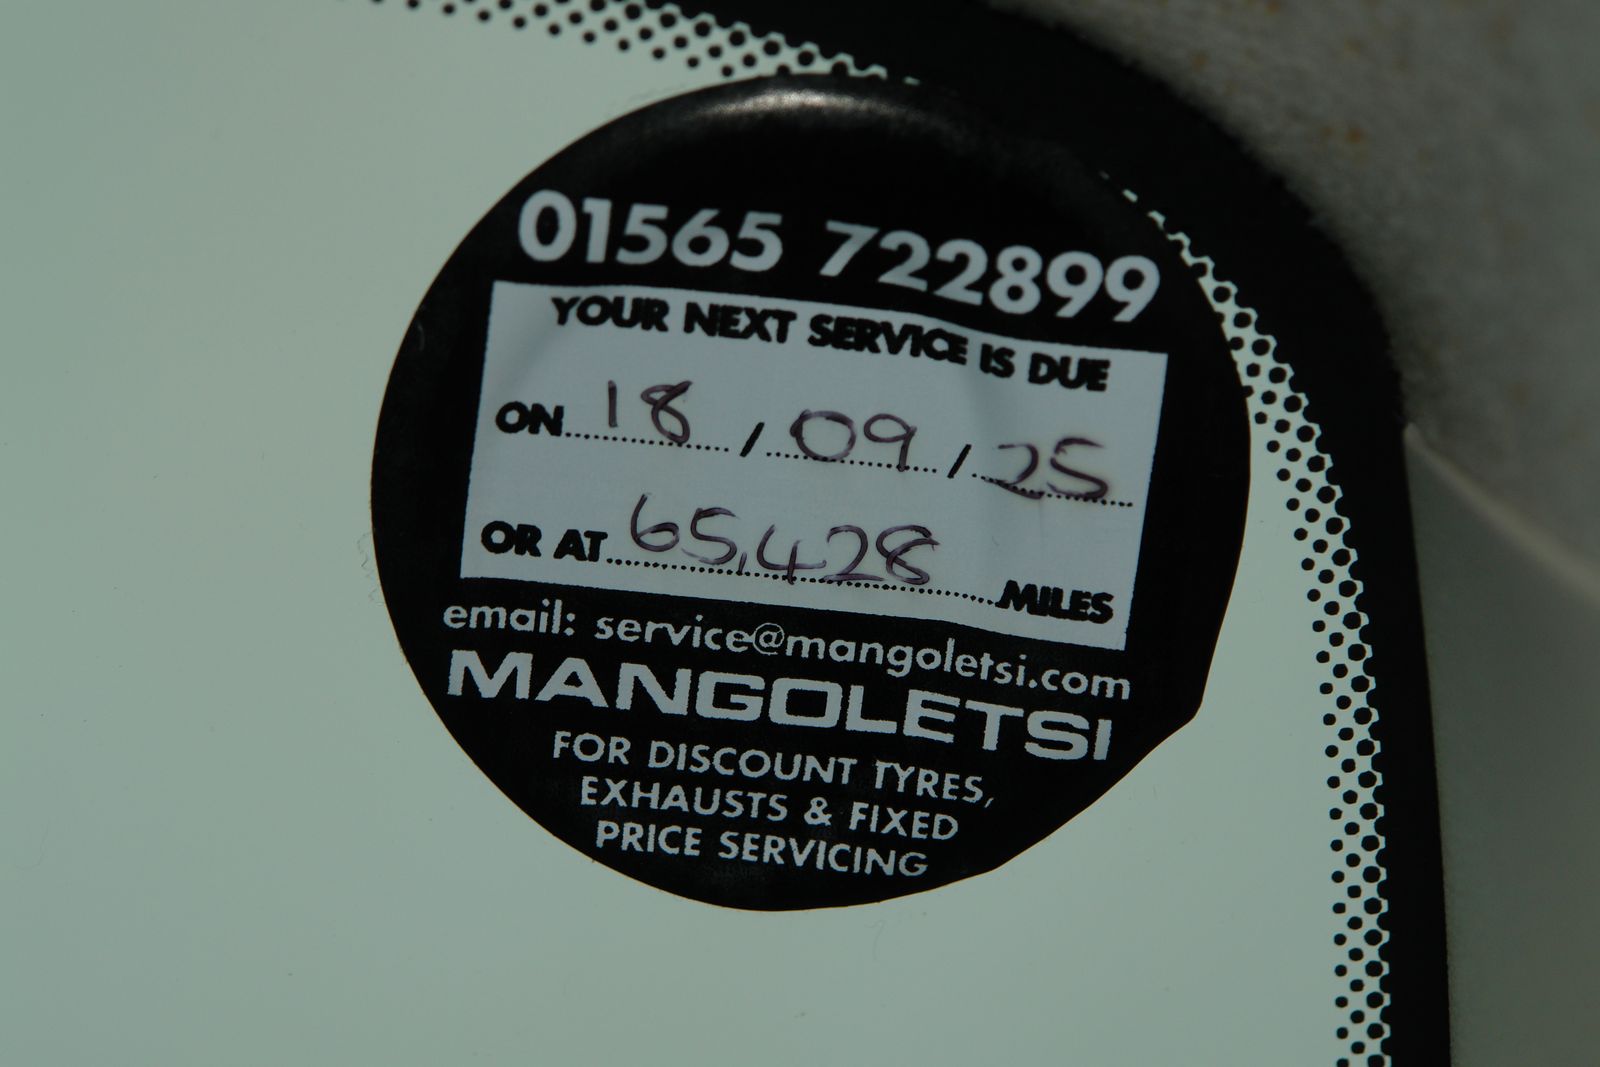 01565 722899
YOUR NEXT SERVICE IS DUE
ON 18 / 09 / 25
OR AT 65,428 MILES
email: service@mangoletsi.com
MANGOLETSI
FOR DISCOUNT TYRES,
EXHAUSTS & FIXED
PRICE SERVICING